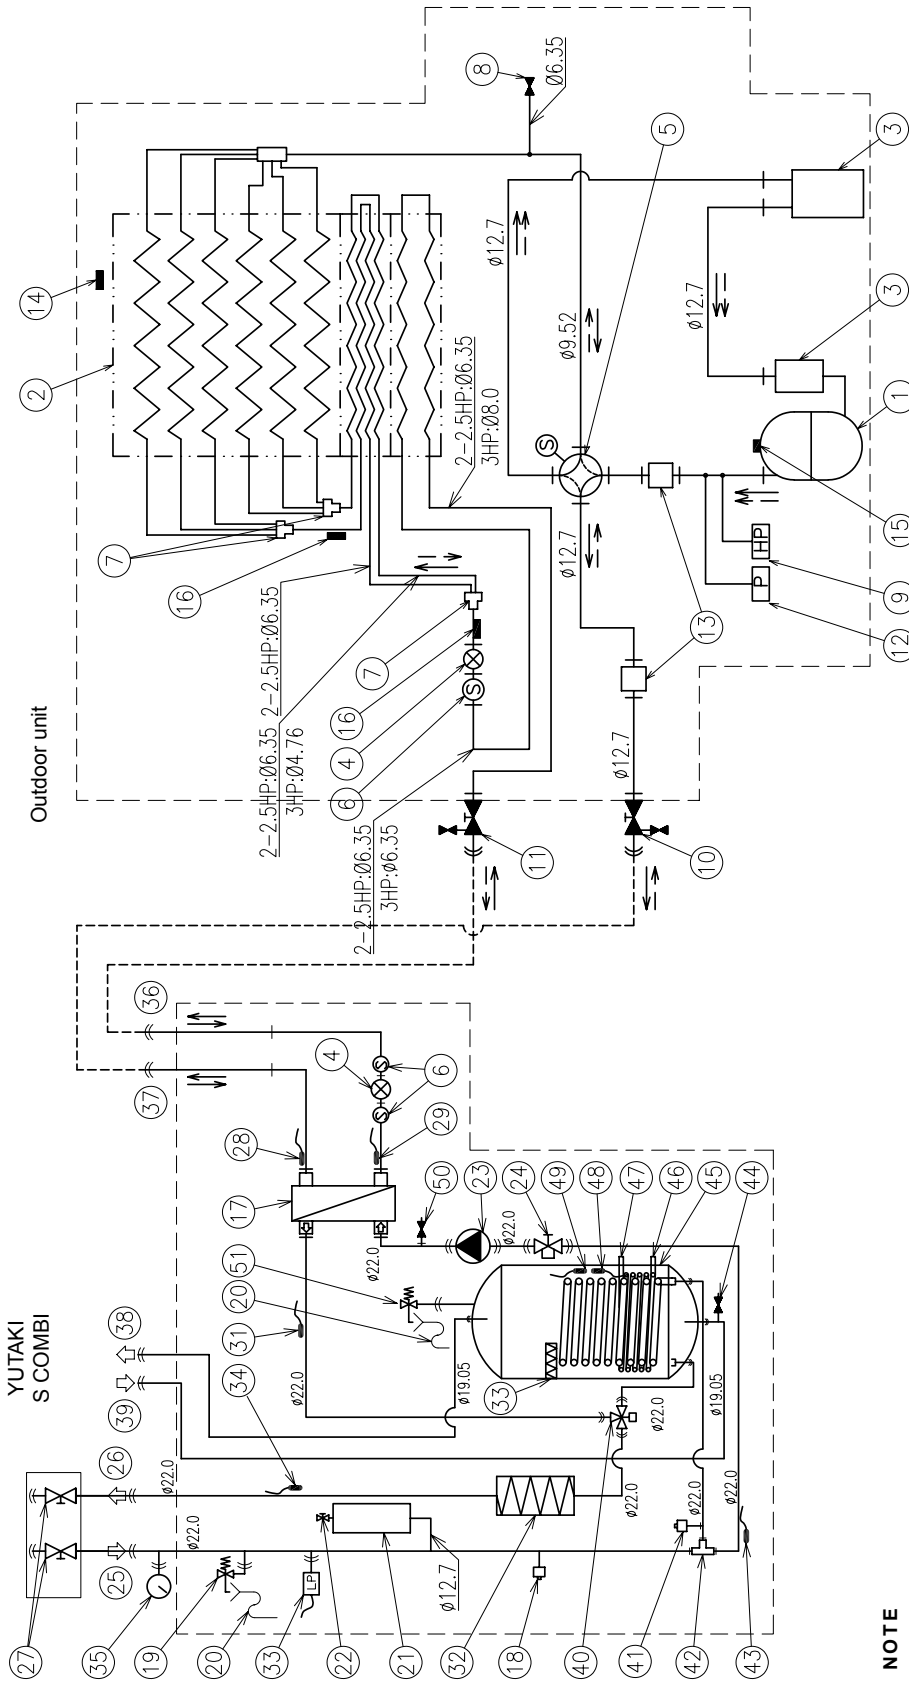 Outdoor unit
14
2
7
16
8
Ø6.35
5
3
ø12.7
ø9.52
ø12.7
3
1
2-2.5HP:Ø6.35
3HP:Ø8.0
S
ø12.7
13
HP
P
15
9
12
2-2.5HP:Ø6.35
2-2.5HP:Ø6.35
3HP:Ø4.76
7
16
4
6
S
2-2.5HP:Ø6.35
3HP:Ø6.35
ø12.7
11
10
YUTAKI
S COMBI
36
37
4
6
S
S
28
29
17
50
23
24
49
48
47
46
45
44
51
20
31
34
38
39
33
ø22.0
ø22.0
ø22.0
ø19.05
ø22.0
ø19.05
26
25
27
ø22.0
ø22.0
ø22.0
ø22.0
ø22.0
LP
ø12.7
35
19
20
33
22
21
32
18
40
41
42
43
NOTE